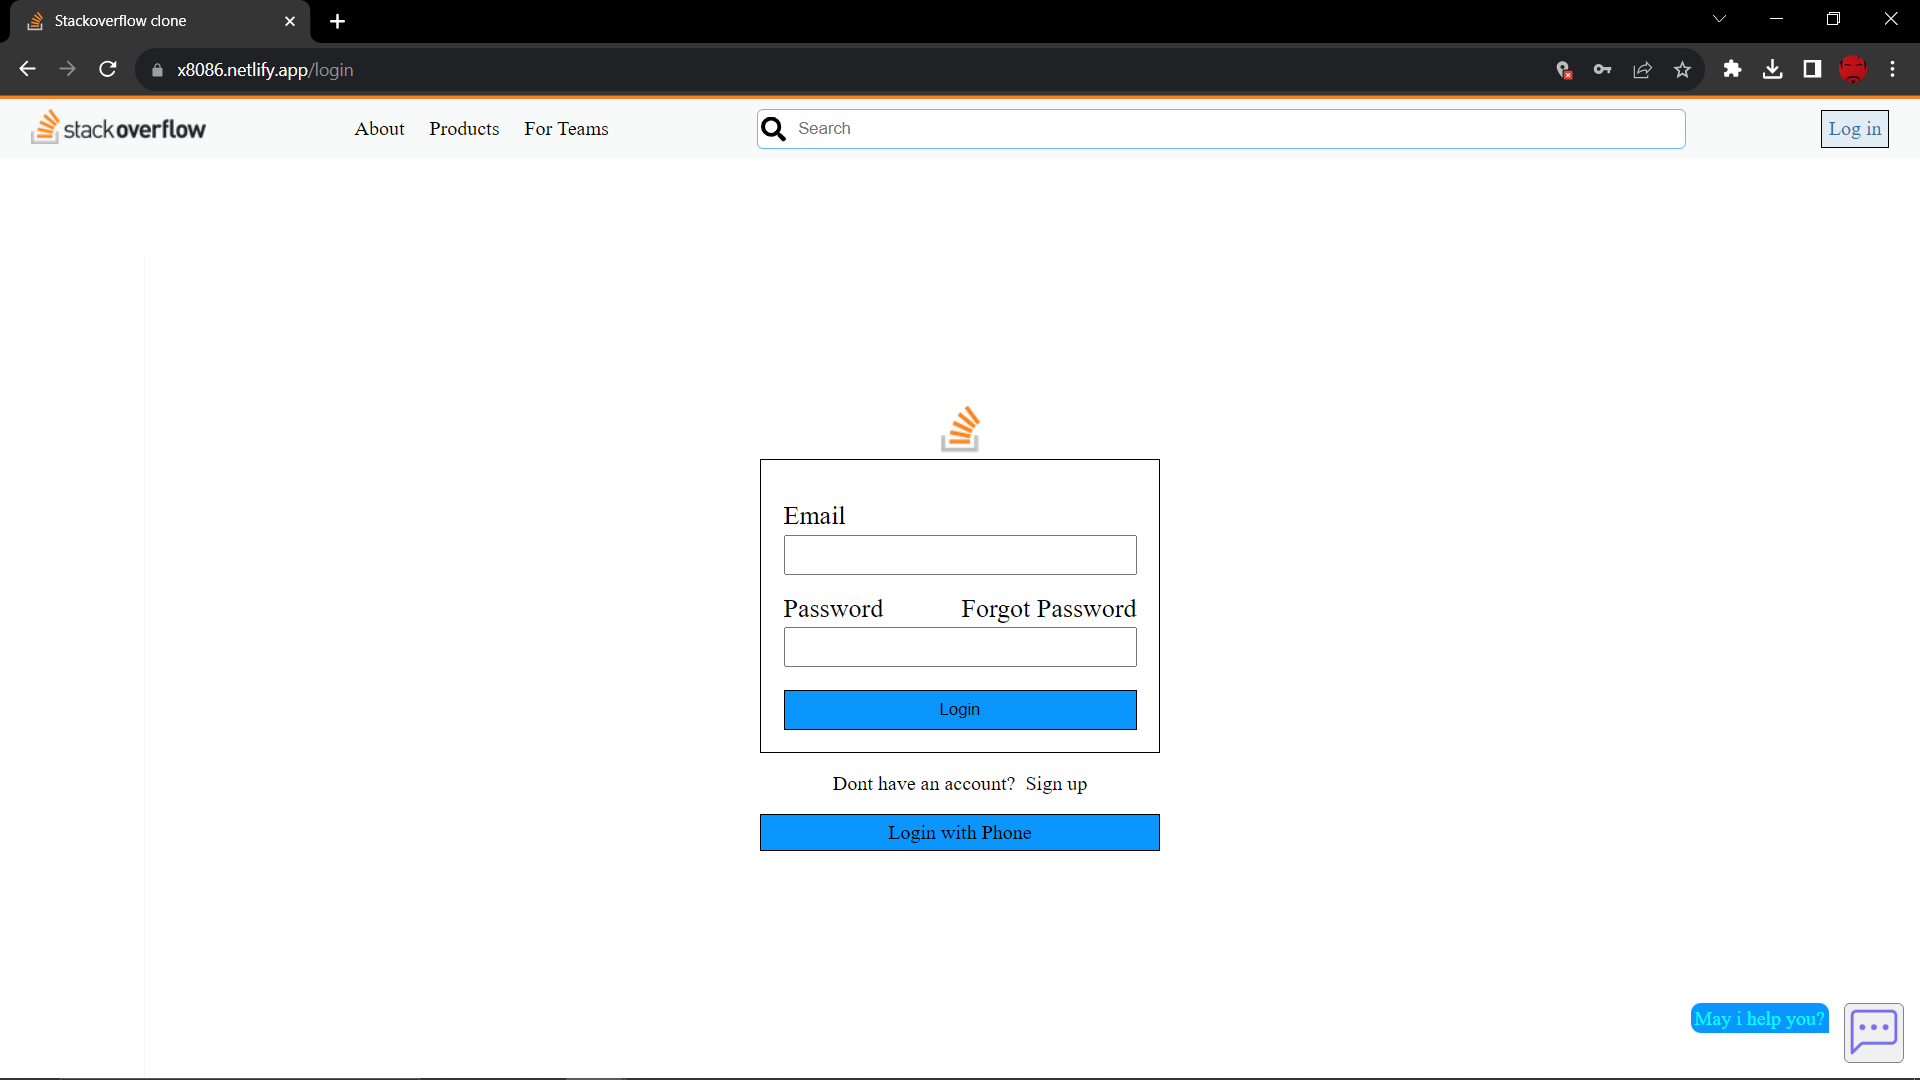 Stackoverflow clone
x8086.netlify.app/login
stackoverflow
About Products For Teams
Search
Log in
Email
Password Forgot Password
Login
Dont have an account? Sign up
Login with Phone
May i help you?